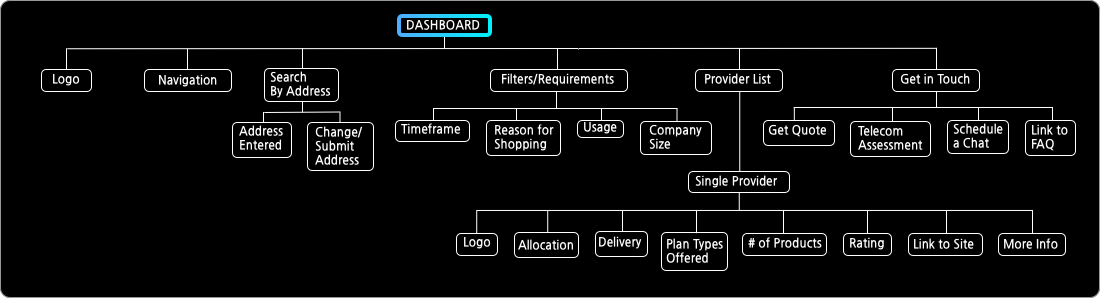 DASHBOARD
Logo
Navigation
Search
By Address
Filters/Requirements
Provider List
Get in Touch
Address
Entered
Change/
Submit
Address
Timeframe
Reason for
Shopping
Usage
Company
Size
Get Quote
Telecom
Assessment
Schedule
a Chat
Link to
FAQ
Single Provider
Logo
Allocation
Delivery
Plan Types
Offered
# of Products
Rating
Link to Site
More Info